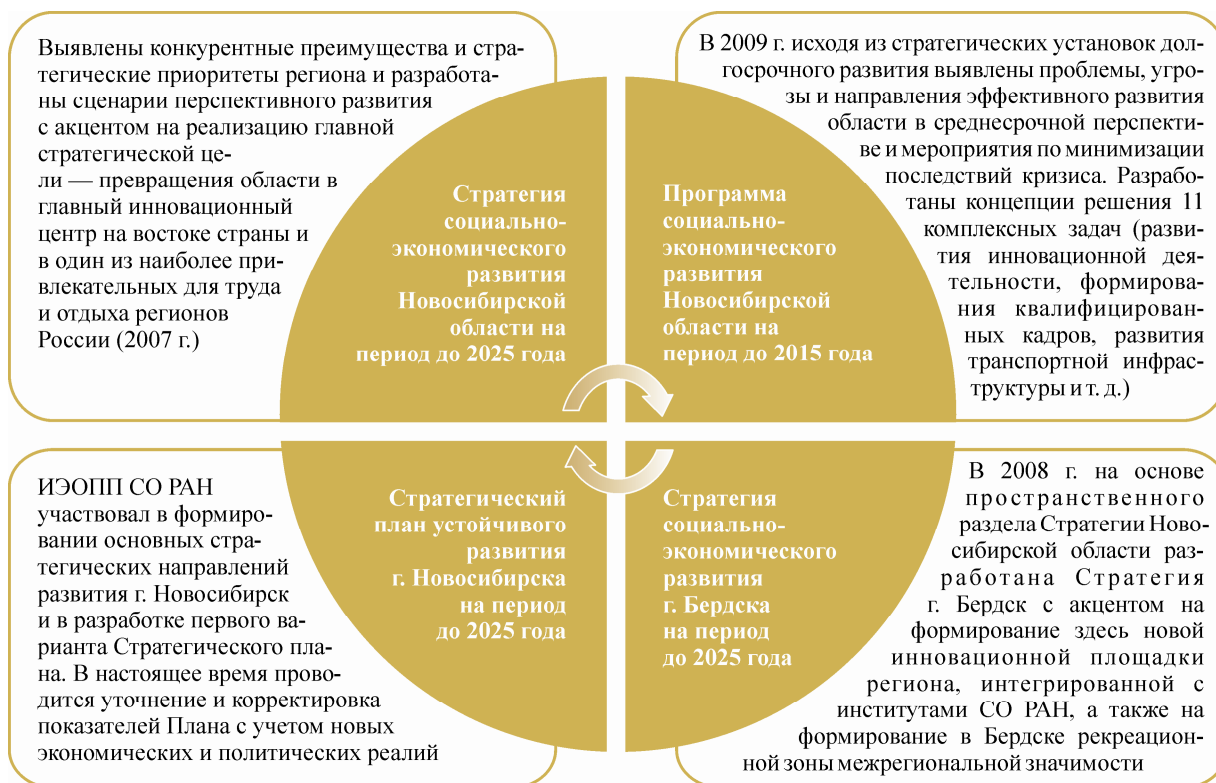 Выявлены конкурентные преимущества и стра-
тегические приоритеты региона и разработа-
ны сценарии перспективного развития
с акцентом на реализацию главной
стратегической це-
ли — превращения области в
главный инновационный
центр на востоке страны и
в один из наиболее при-
влекательных для труда
и отдыха регионов
России (2007 г.)
Стратегия
социально-
экономического
развития
Новосибирской
области на
период до 2025 года
Программа
социально-
экономического
развития
Новосибирской
области на
период до 2015 года
В 2009 г. исходя из стратегических установок дол-
госрочного развития выявлены проблемы, угро-
зы и направления эффективного развития
области в среднесрочной перспекти-
ве и мероприятия по минимизации
последствий кризиса. Разрабо-
таны концепции решения 11
комплексных задач (разви-
тия инновационной дея-
тельности, формирова-
ния квалифицирован-
ных кадров, развития
транспортной инфрас-
структуры и т. д.)
ИЭОПП СО РАН
участвовал в формиро-
вании основных стра-
тегических направлений
развития г. Новосибирск
и в разработке первого ва-
рианта Стратегического пла-
на. В настоящее время прово-
дится уточнение и корректировка
показателей Плана с учетом новых
экономических и политических реалий
Стратегический
план устойчивого
развития
г. Новосибирска
на период
до 2025 года
Стратегия
социально-
экономического
развития
г. Бердска
на период
до 2025 года
В 2008 г. на основе
пространственного
раздела Стратегии Ново-
сибирской области раз-
работана Стратегия
г. Бердск с акцентом на
формирование здесь новой
инновационной площадки
региона, интегрированной с
институтами СО РАН, а также на
формирование в Бердске рекреацион-
ной зоны межрегиональной значимости